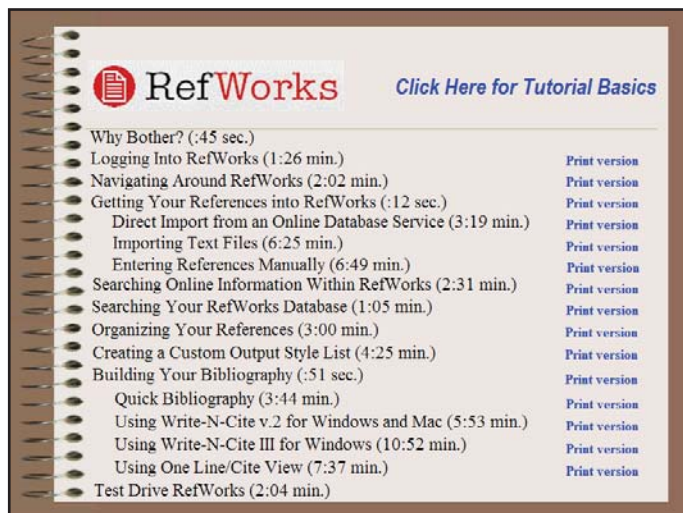 RefWorks Click Here for Tutorial Basics
Why Bother? (:45 sec.)
Logging Into RefWorks (1:26 min.) Print version
Navigating Around RefWorks (2:02 min.) Print version
Getting Your References into RefWorks (:12 sec.) Print version
Direct Import from an Online Database Service (3:19 min.) Print version
Importing Text Files (6:25 min.) Print version
Entering References Manually (6:49 min.) Print version
Searching Online Information Within RefWorks (2:31 min.) Print version
Searching Your RefWorks Database (1:05 min.) Print version
Organizing Your References (3:00 min.) Print version
Creating a Custom Output Style List (4:25 min.) Print version
Building Your Bibliography (:51 sec.) Print version
Quick Bibliography (3:44 min.) Print version
Using Write-N-Cite v.2 for Windows and Mac (5:53 min.) Print version
Using Write-N-Cite III for Windows (10:52 min.) Print version
Using One Line/Cite View (7:37 min.) Print version
Test Drive RefWorks (2:04 min.)